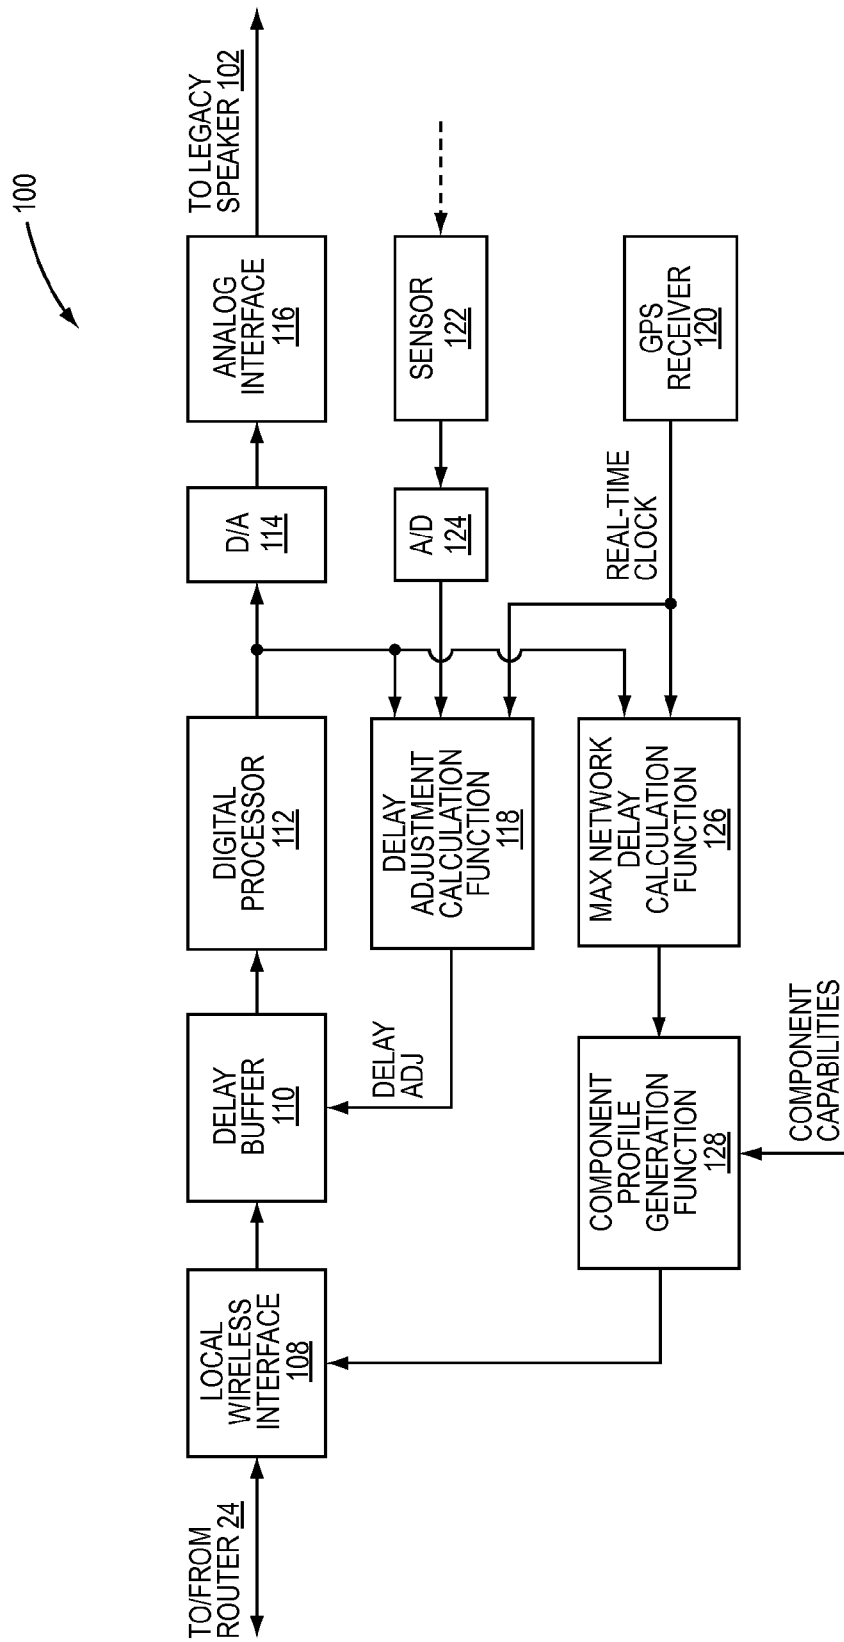 100
TO/FROM
ROUTER 24
LOCAL
WIRELESS
INTERFACE
108
DELAY
BUFFER
110
DIGITAL
PROCESSOR
112
D/A
114
ANALOG
INTERFACE
116
TO LEGACY
SPEAKER 102
DELAY
ADJ
DELAY
ADJUSTMENT
CALCULATION
FUNCTION
118
A/D
124
SENSOR
122
COMPONENT
PROFILE
GENERATION
FUNCTION
128
MAX NETWORK
DELAY
CALCULATION
FUNCTION
126
REAL-TIME
CLOCK
GPS
RECEIVER
120
COMPONENT
CAPABILITIES